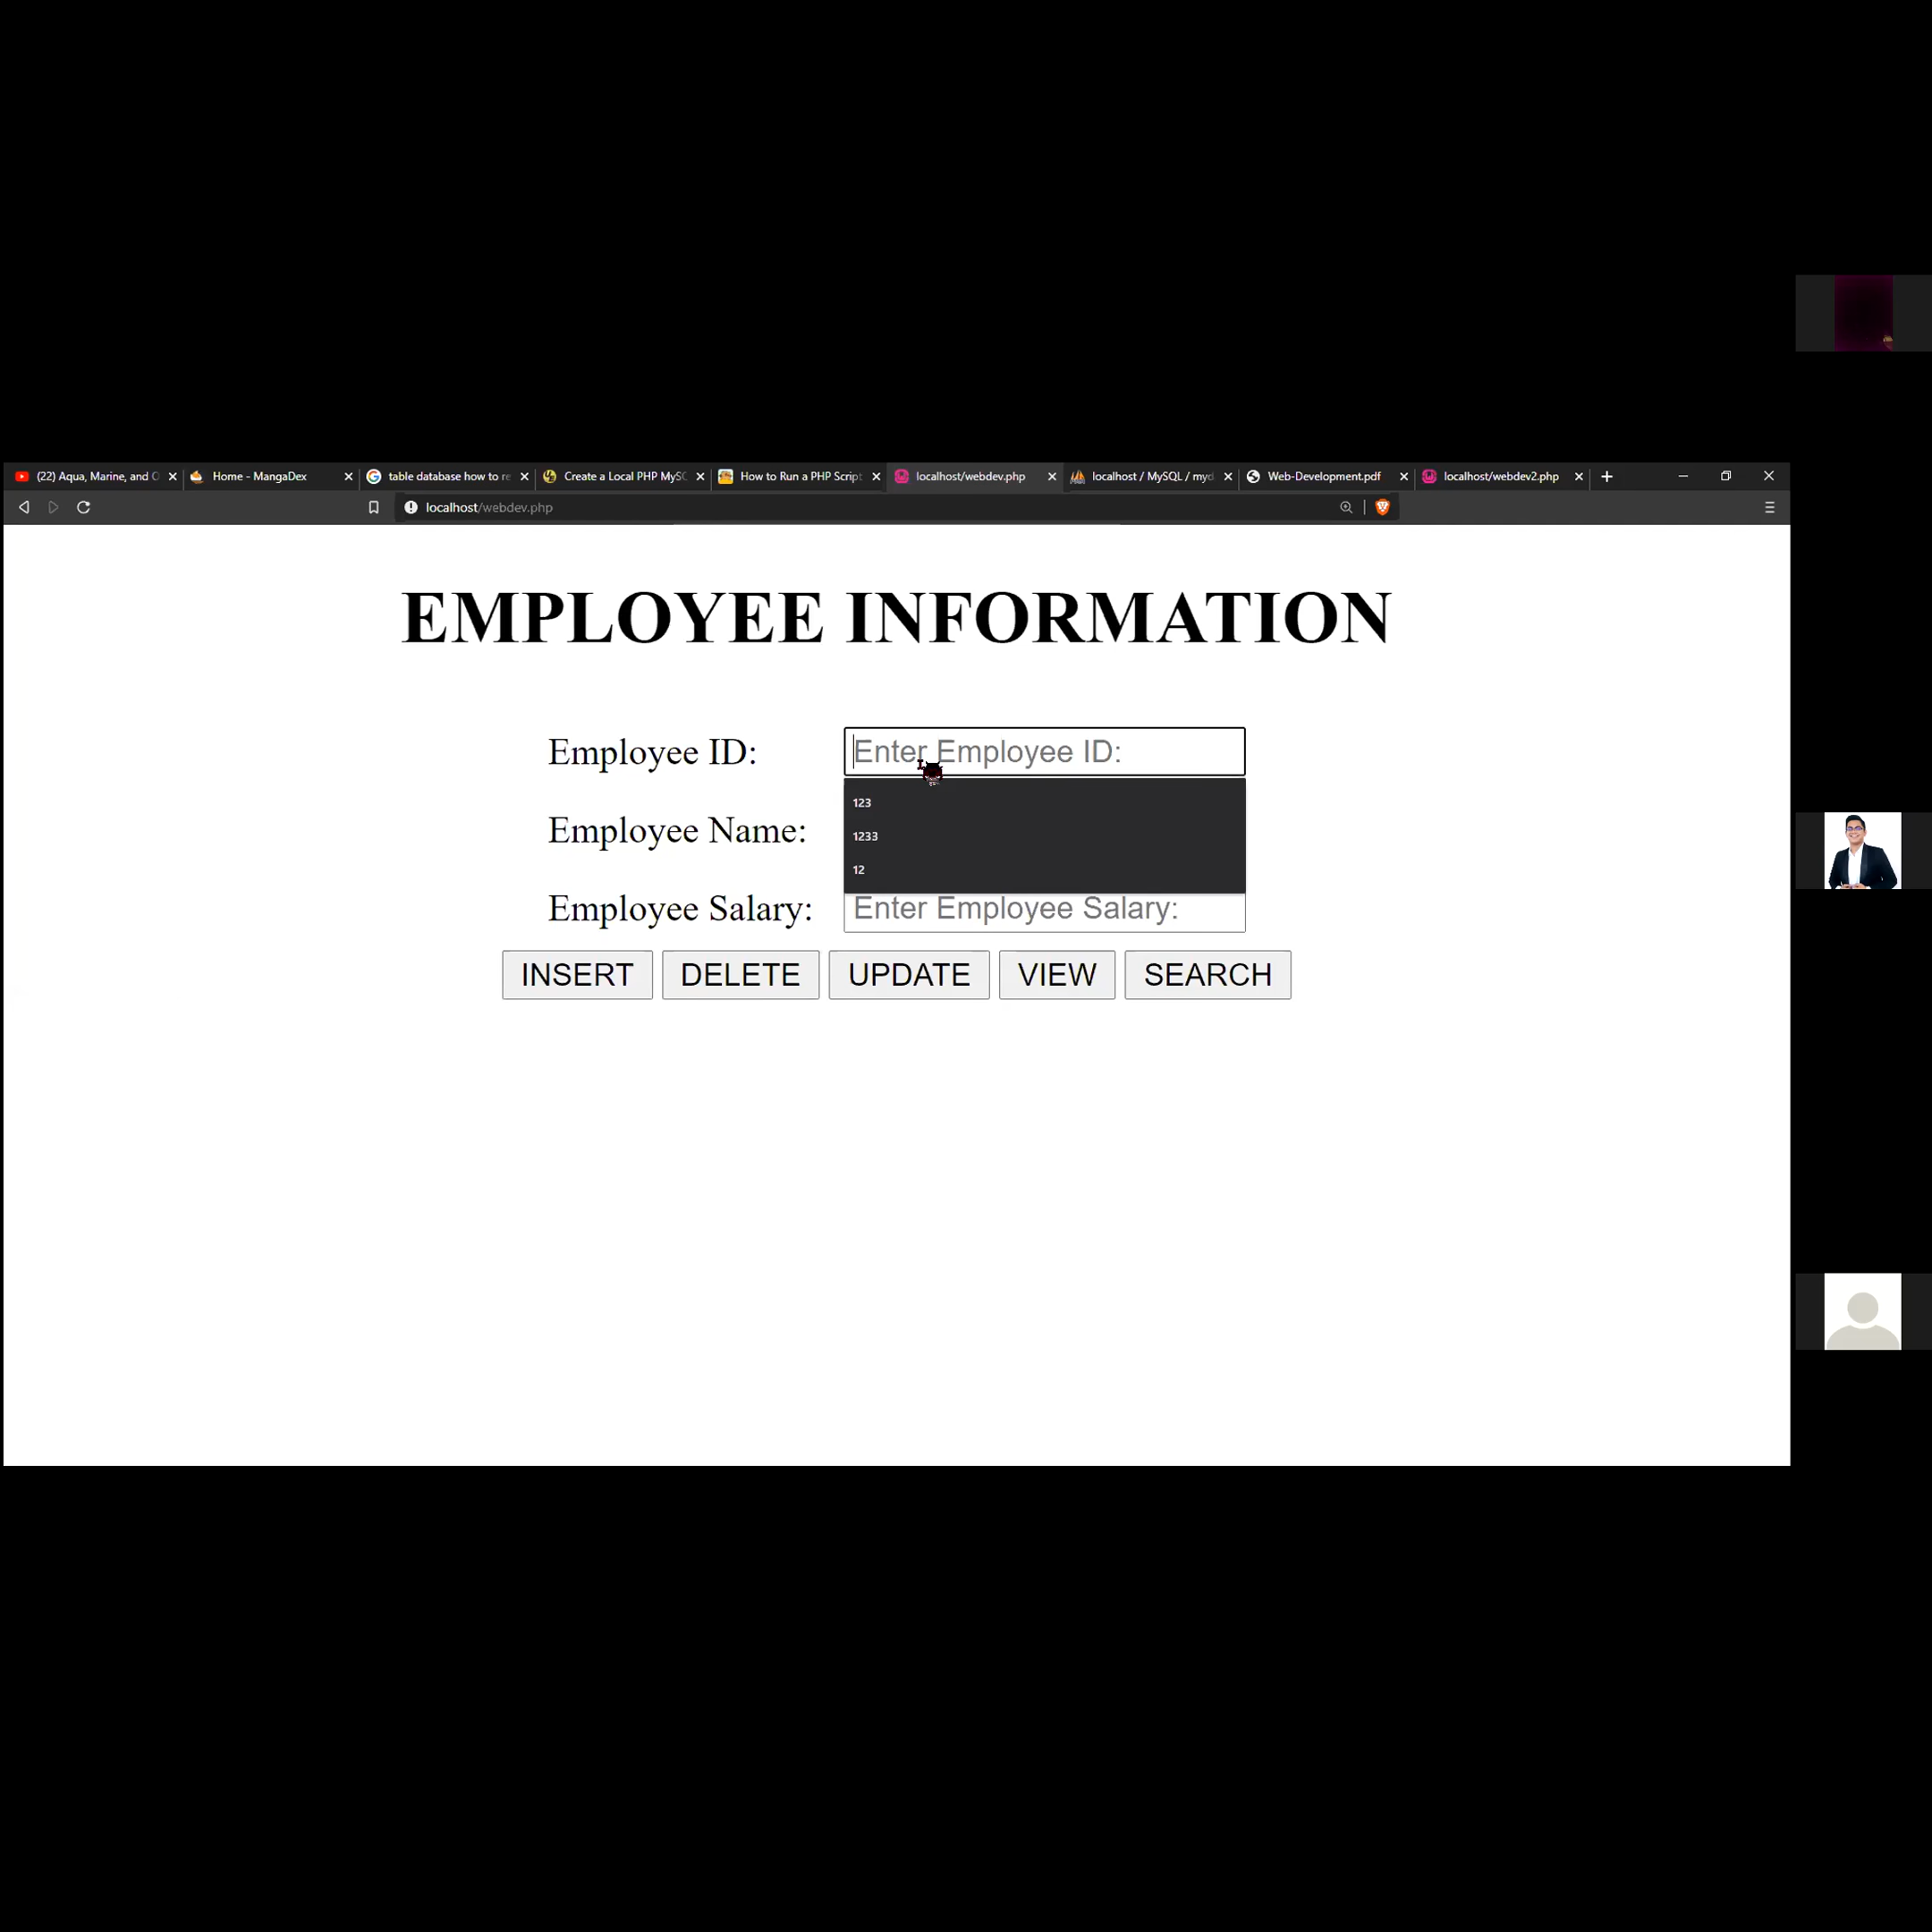 (22) Aqua, Marine, and O
Home - MangaDex
table database how to re
Create a Local PHP MySQ
How to Run a PHP Script
localhost/webdev.php
localhost / MySQL / myd
Web-Development.pdf
localhost/webdev2.php
localhost/webdev.php
EMPLOYEE INFORMATION
Employee ID: Enter Employee ID:
123
Employee Name: 1233
12
Employee Salary: Enter Employee Salary:
INSERT DELETE UPDATE VIEW SEARCH